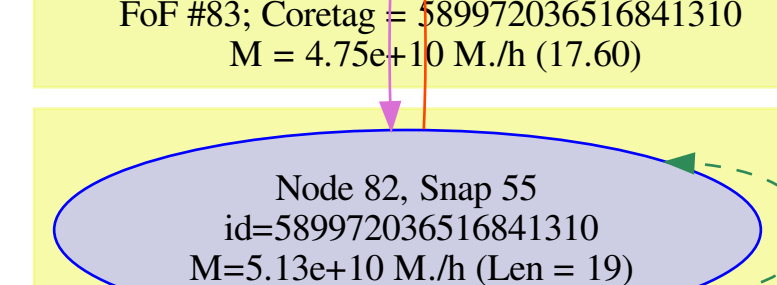 FoF #83; Coretag = 589972036516841310
M = 4.75e+10 M./h (17.60)
Node 82, Snap 55
id=589972036516841310
M=5.13e+10 M./h (Len = 19)